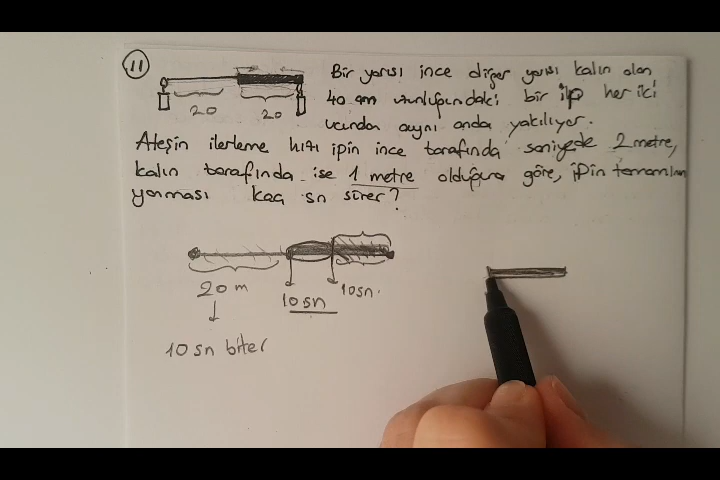 11
Bir yarısı ince diğer yarısı kalın olan
40 cm uzunluğundaki bir ip her iki
ucundan aynı anda yakılıyor.
20 20
Ateşin ilerleme hızı ipin ince tarafında saniyede 2 metre,
kalın tarafında ise 1 metre olduğuna göre, ipin tamamının
yanması kaç sn sürer?
20 m 10 sn 10 sn.
10 sn biter